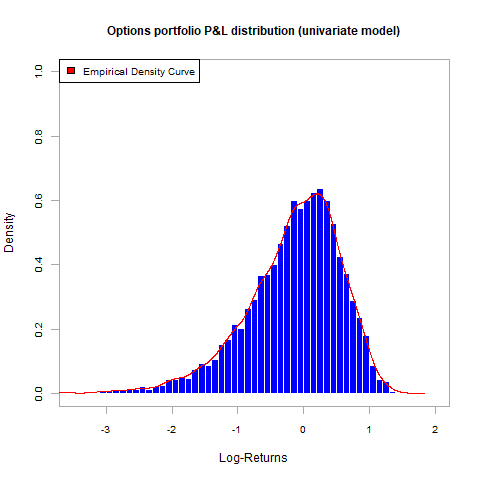 Options portfolio P&L distribution (univariate model)
Empirical Density Curve
1.0
0.8
0.6
0.4
0.2
0.0
Density
-3 -2 -1 0 1 2
Log-Returns